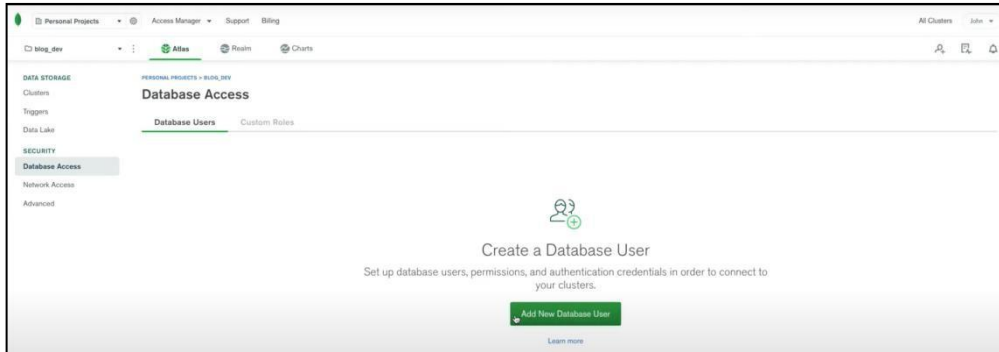 Personal Projects Access Manager Support Billing All Clusters John
blog_dev Atlas Realm Charts
DATA STORAGE
Clusters
Triggers
Data Lake
SECURITY
Database Access
Network Access
Advanced
PERSONAL PROJECTS > BLOG_DEV
Database Access
Database Users Custom Roles
Create a Database User
Set up database users, permissions, and authentication credentials in order to connect to
your clusters.
Add New Database User
Learn more